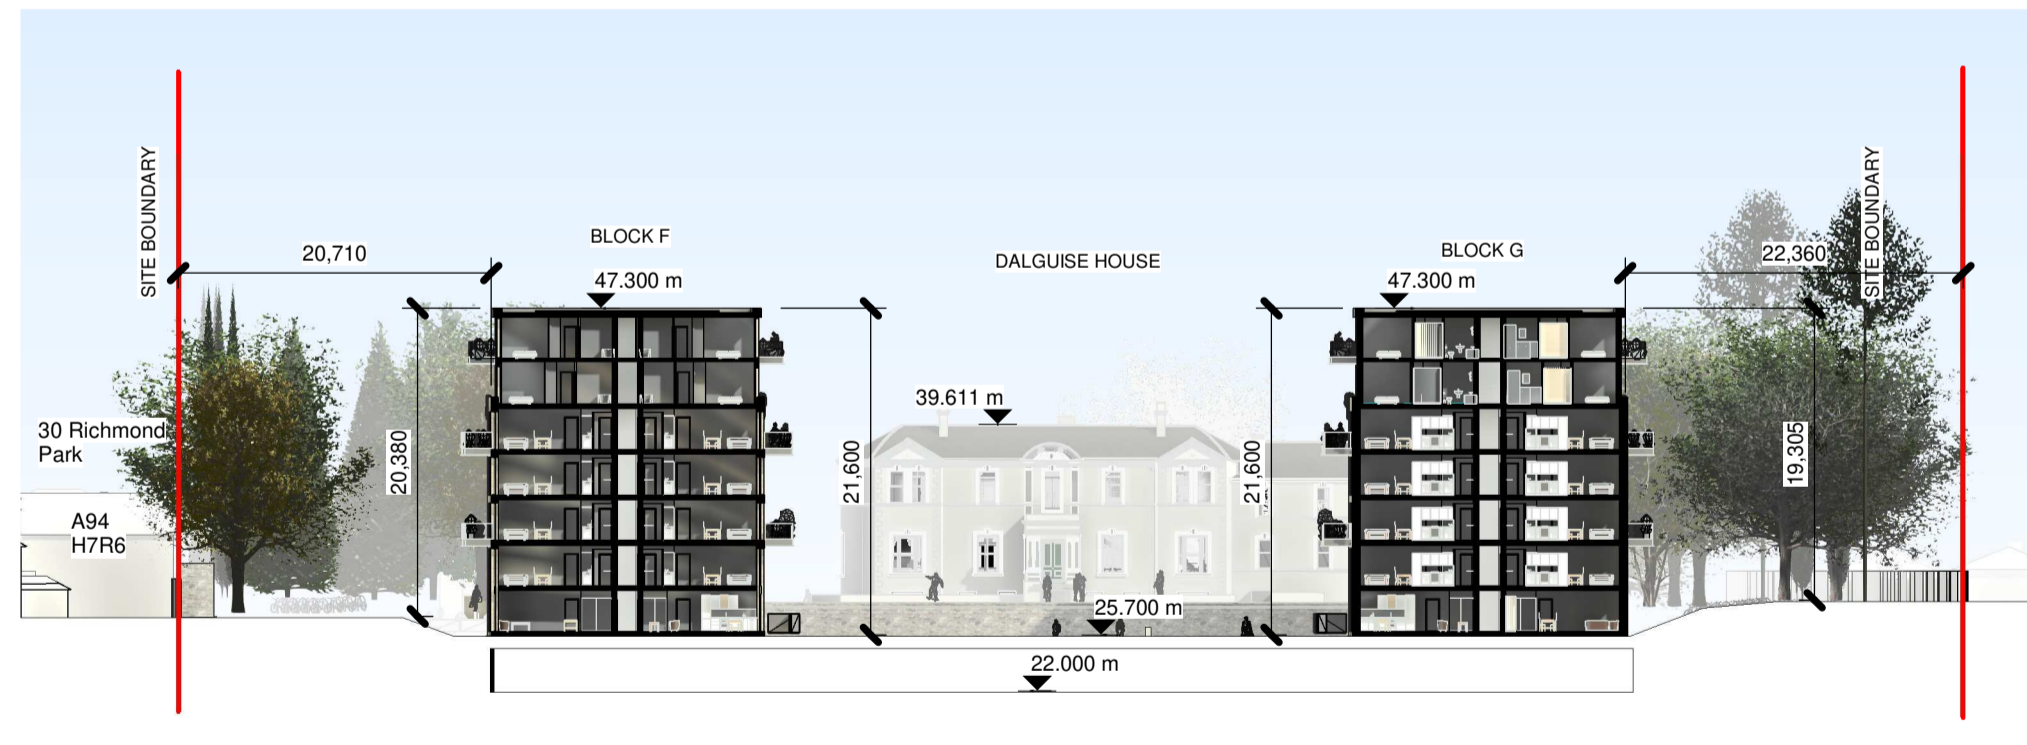 SITE BOUNDARY
20,710
BLOCK F
47.300 m
DALGUISE HOUSE
BLOCK G
47.300 m
22,360
SITE BOUNDARY
39.611 m
30 Richmond
Park
20,380
21,600
21,600
19,305
A94
H7R6
25.700 m
22.000 m